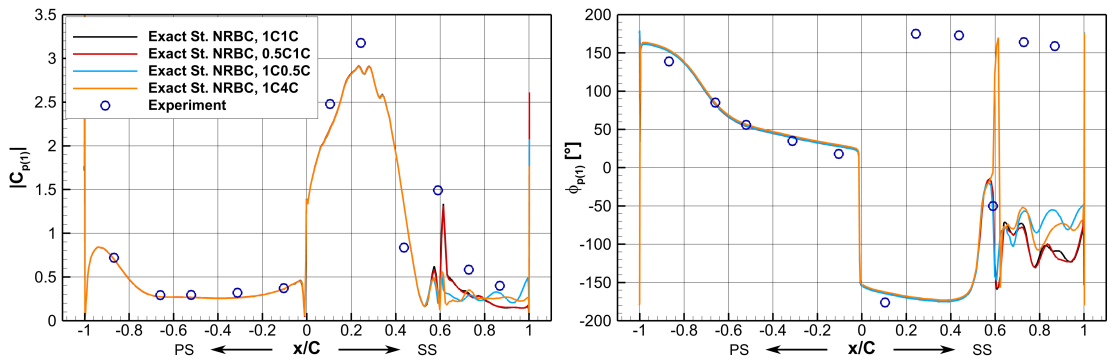 3.5
3
2.5
2
1.5
1
0.5
0
|Cp(1)|
Exact St. NRBC, 1C1C
Exact St. NRBC, 0.5C1C
Exact St. NRBC, 1C0.5C
Exact St. NRBC, 1C4C
Experiment
-1 -0.8 -0.6 -0.4 -0.2 0 0.2 0.4 0.6 0.8 1
PS x/C SS
200
150
100
50
0
-50
-100
-150
-200
ϕp(1) [°]
-1 -0.8 -0.6 -0.4 -0.2 0 0.2 0.4 0.6 0.8 1
PS x/C SS